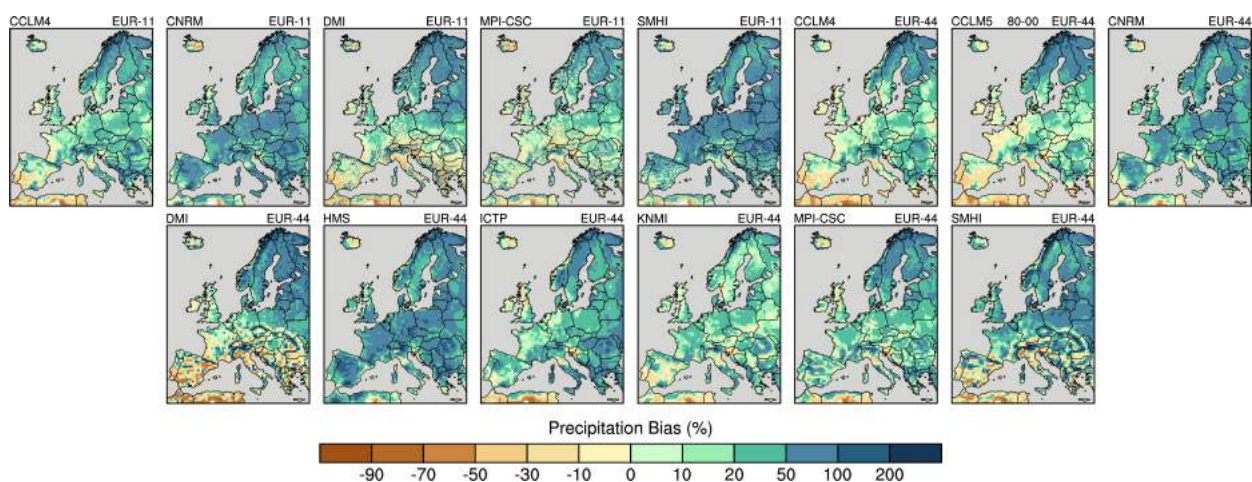 CCLM4 EUR-11 CNRM EUR-11 DMI EUR-11 MPI-CSC EUR-11 SMHI EUR-11 CCLM4 EUR-44 CCLM5 80-00 EUR-44 CNRM EUR-44
DMI EUR-44 HMS EUR-44 ICTP EUR-44 KNMI EUR-44 MPI-CSC EUR-44 SMHI EUR-44
Precipitation Bias (%)
-90 -70 -50 -30 -10 0 10 20 50 100 200